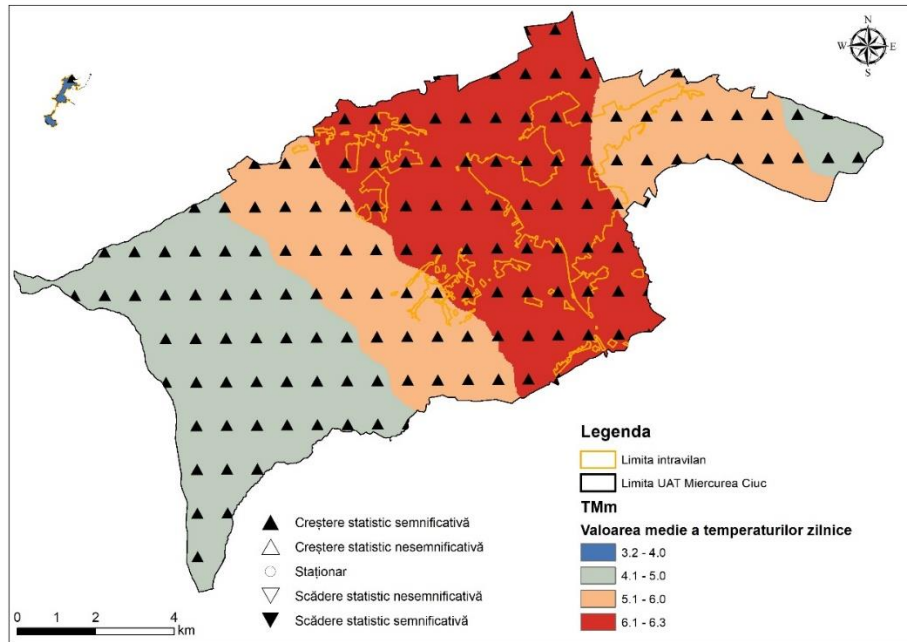 N
W E
S
Legenda
Limita intravilan
Limita UAT Miercurea Ciuc
TMm
Valoarea medie a temperaturilor zilnice
3.2 - 4.0
4.1 - 5.0
5.1 - 6.0
6.1 - 6.3
Creștere statistic semnificativă
Creștere statistic nesemnificativă
Staționar
Scădere statistic nesemnificativă
Scădere statistic semnificativă
0 1 2 4
km